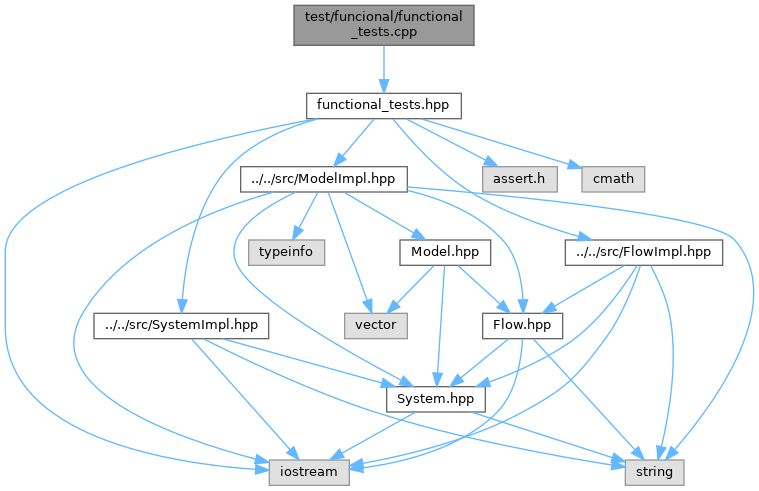 test/funcional/functional
_tests.cpp
functional_tests.hpp
../../src/ModelImpl.hpp
assert.h
cmath
typeinfo
Model.hpp
../../src/FlowImpl.hpp
../../src/SystemImpl.hpp
vector
Flow.hpp
System.hpp
iostream
string